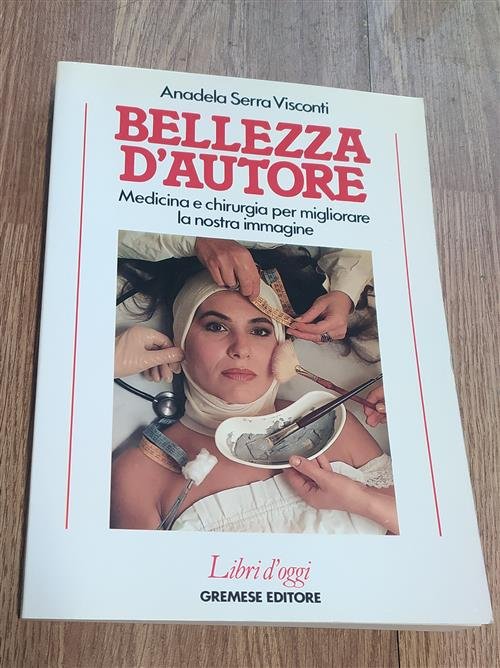 Anadela Serra Visconti
BELLEZZA
D'AUTORE
Medicina e chirurgia per migliorare
la nostra immagine
Libri d'oggi
GREMESE EDITORE